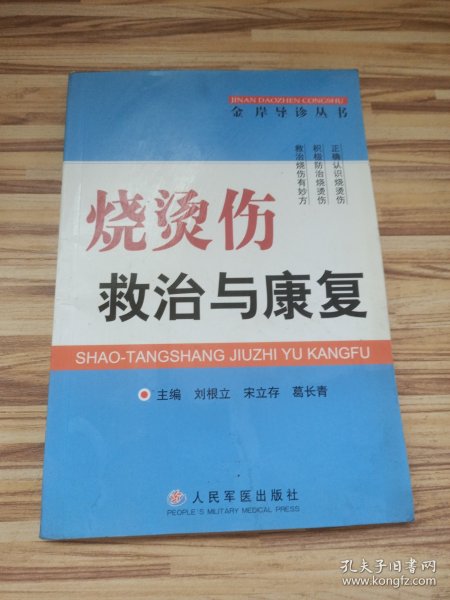 JINAN DAOZHEN CONGSHU
金岸导诊丛书
正确认识烧烫伤
积极防治烧烫伤
救治烧伤有妙方
烧烫伤
救治与康复
SHAO-TANGSHANG JIUZHI YU KANGFU
主编 刘根立 宋立存 葛长青
人民军医出版社
PEOPLE'S MILITARY MEDICAL PRESS
孔夫子旧书网
www.kongfz.com